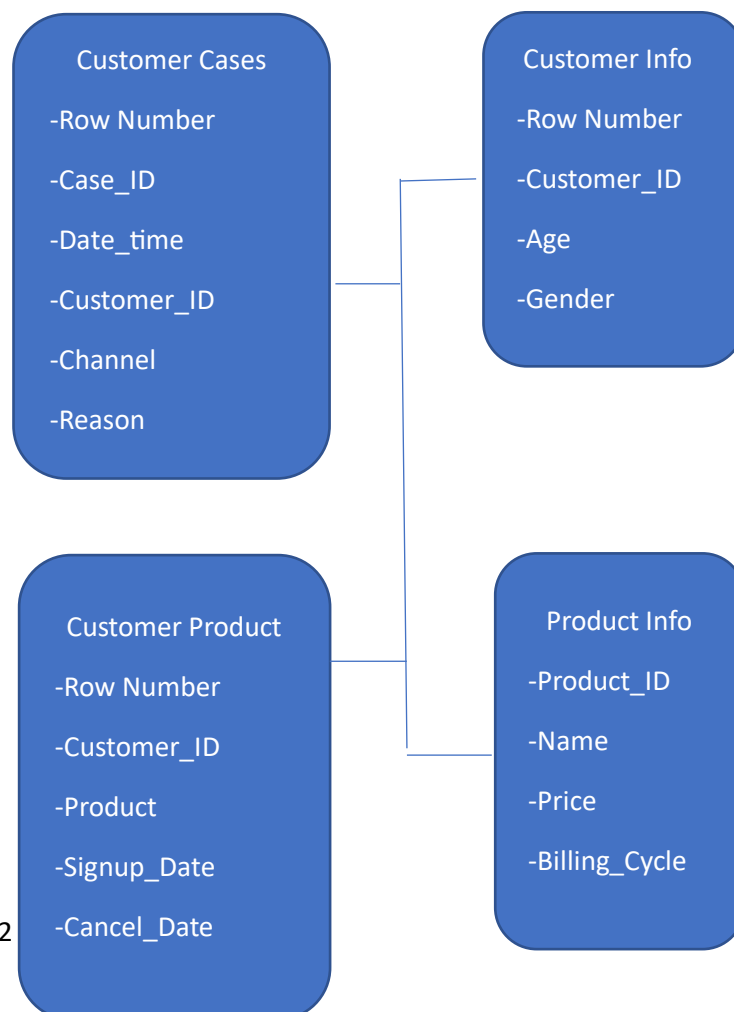 Customer Cases
-Row Number
-Case_ID
-Date_time
-Customer_ID
-Channel
-Reason
Customer Info
-Row Number
-Customer_ID
-Age
-Gender
Customer Product
-Row Number
-Customer_ID
-Product
-Signup_Date
-Cancel_Date
Product Info
-Product_ID
-Name
-Price
-Billing_Cycle
2